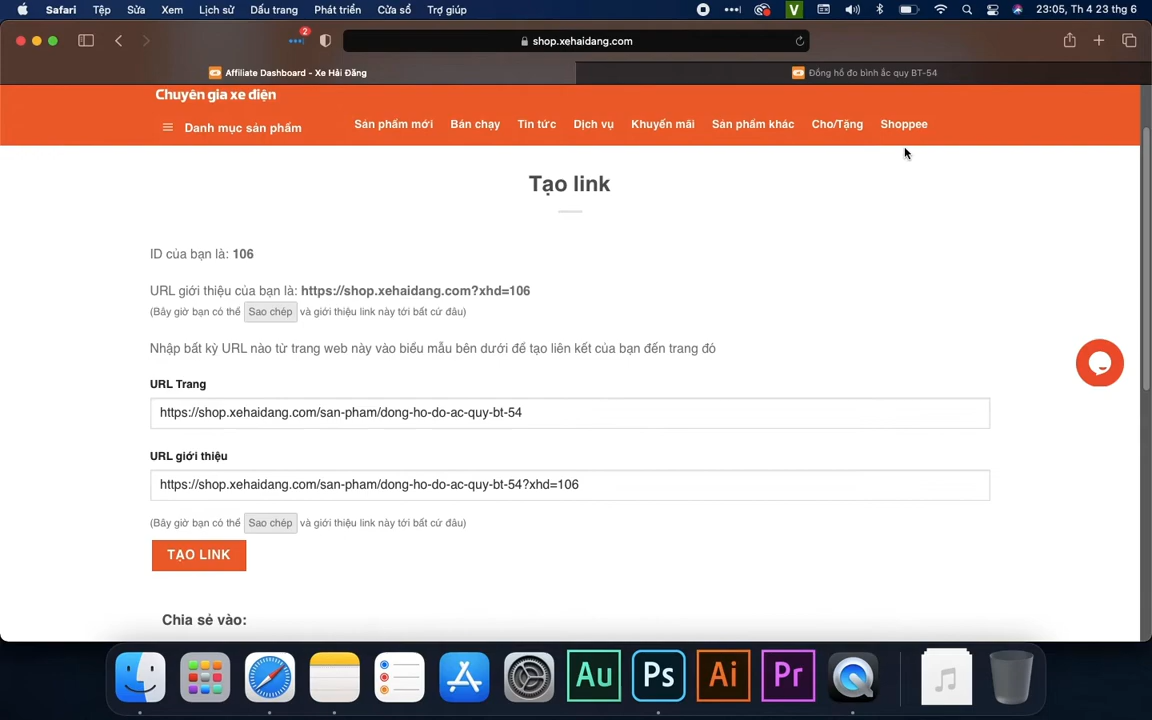 Safari Tệp Sửa Xem Lịch sử Dấu trang Phát triển Cửa sổ Trợ giúp V 23:05, Th 4 23 thg 6
2
shop.xehaidang.com
Affiliate Dashboard - Xe Hải Đăng
Đồng hồ đo bình ắc quy BT-54
Chuyên gia xe điện
Danh mục sản phẩm
Sản phẩm mới Bán chạy Tin tức Dịch vụ Khuyến mãi Sản phẩm khác Cho/Tặng Shoppee
Tạo link
ID của bạn là: 106
URL giới thiệu của bạn là: https://shop.xehaidang.com?xhd=106
(Bây giờ bạn có thể Sao chép và giới thiệu link này tới bất cứ đâu)
Nhập bất kỳ URL nào từ trang web này vào biểu mẫu bên dưới để tạo liên kết của bạn đến trang đó
URL Trang
https://shop.xehaidang.com/san-pham/dong-ho-do-ac-quy-bt-54
URL giới thiệu
https://shop.xehaidang.com/san-pham/dong-ho-do-ac-quy-bt-54?xhd=106
(Bây giờ bạn có thể Sao chép và giới thiệu link này tới bất cứ đâu)
TẠO LINK
Chia sẻ vào:
Au Ps Ai Pr